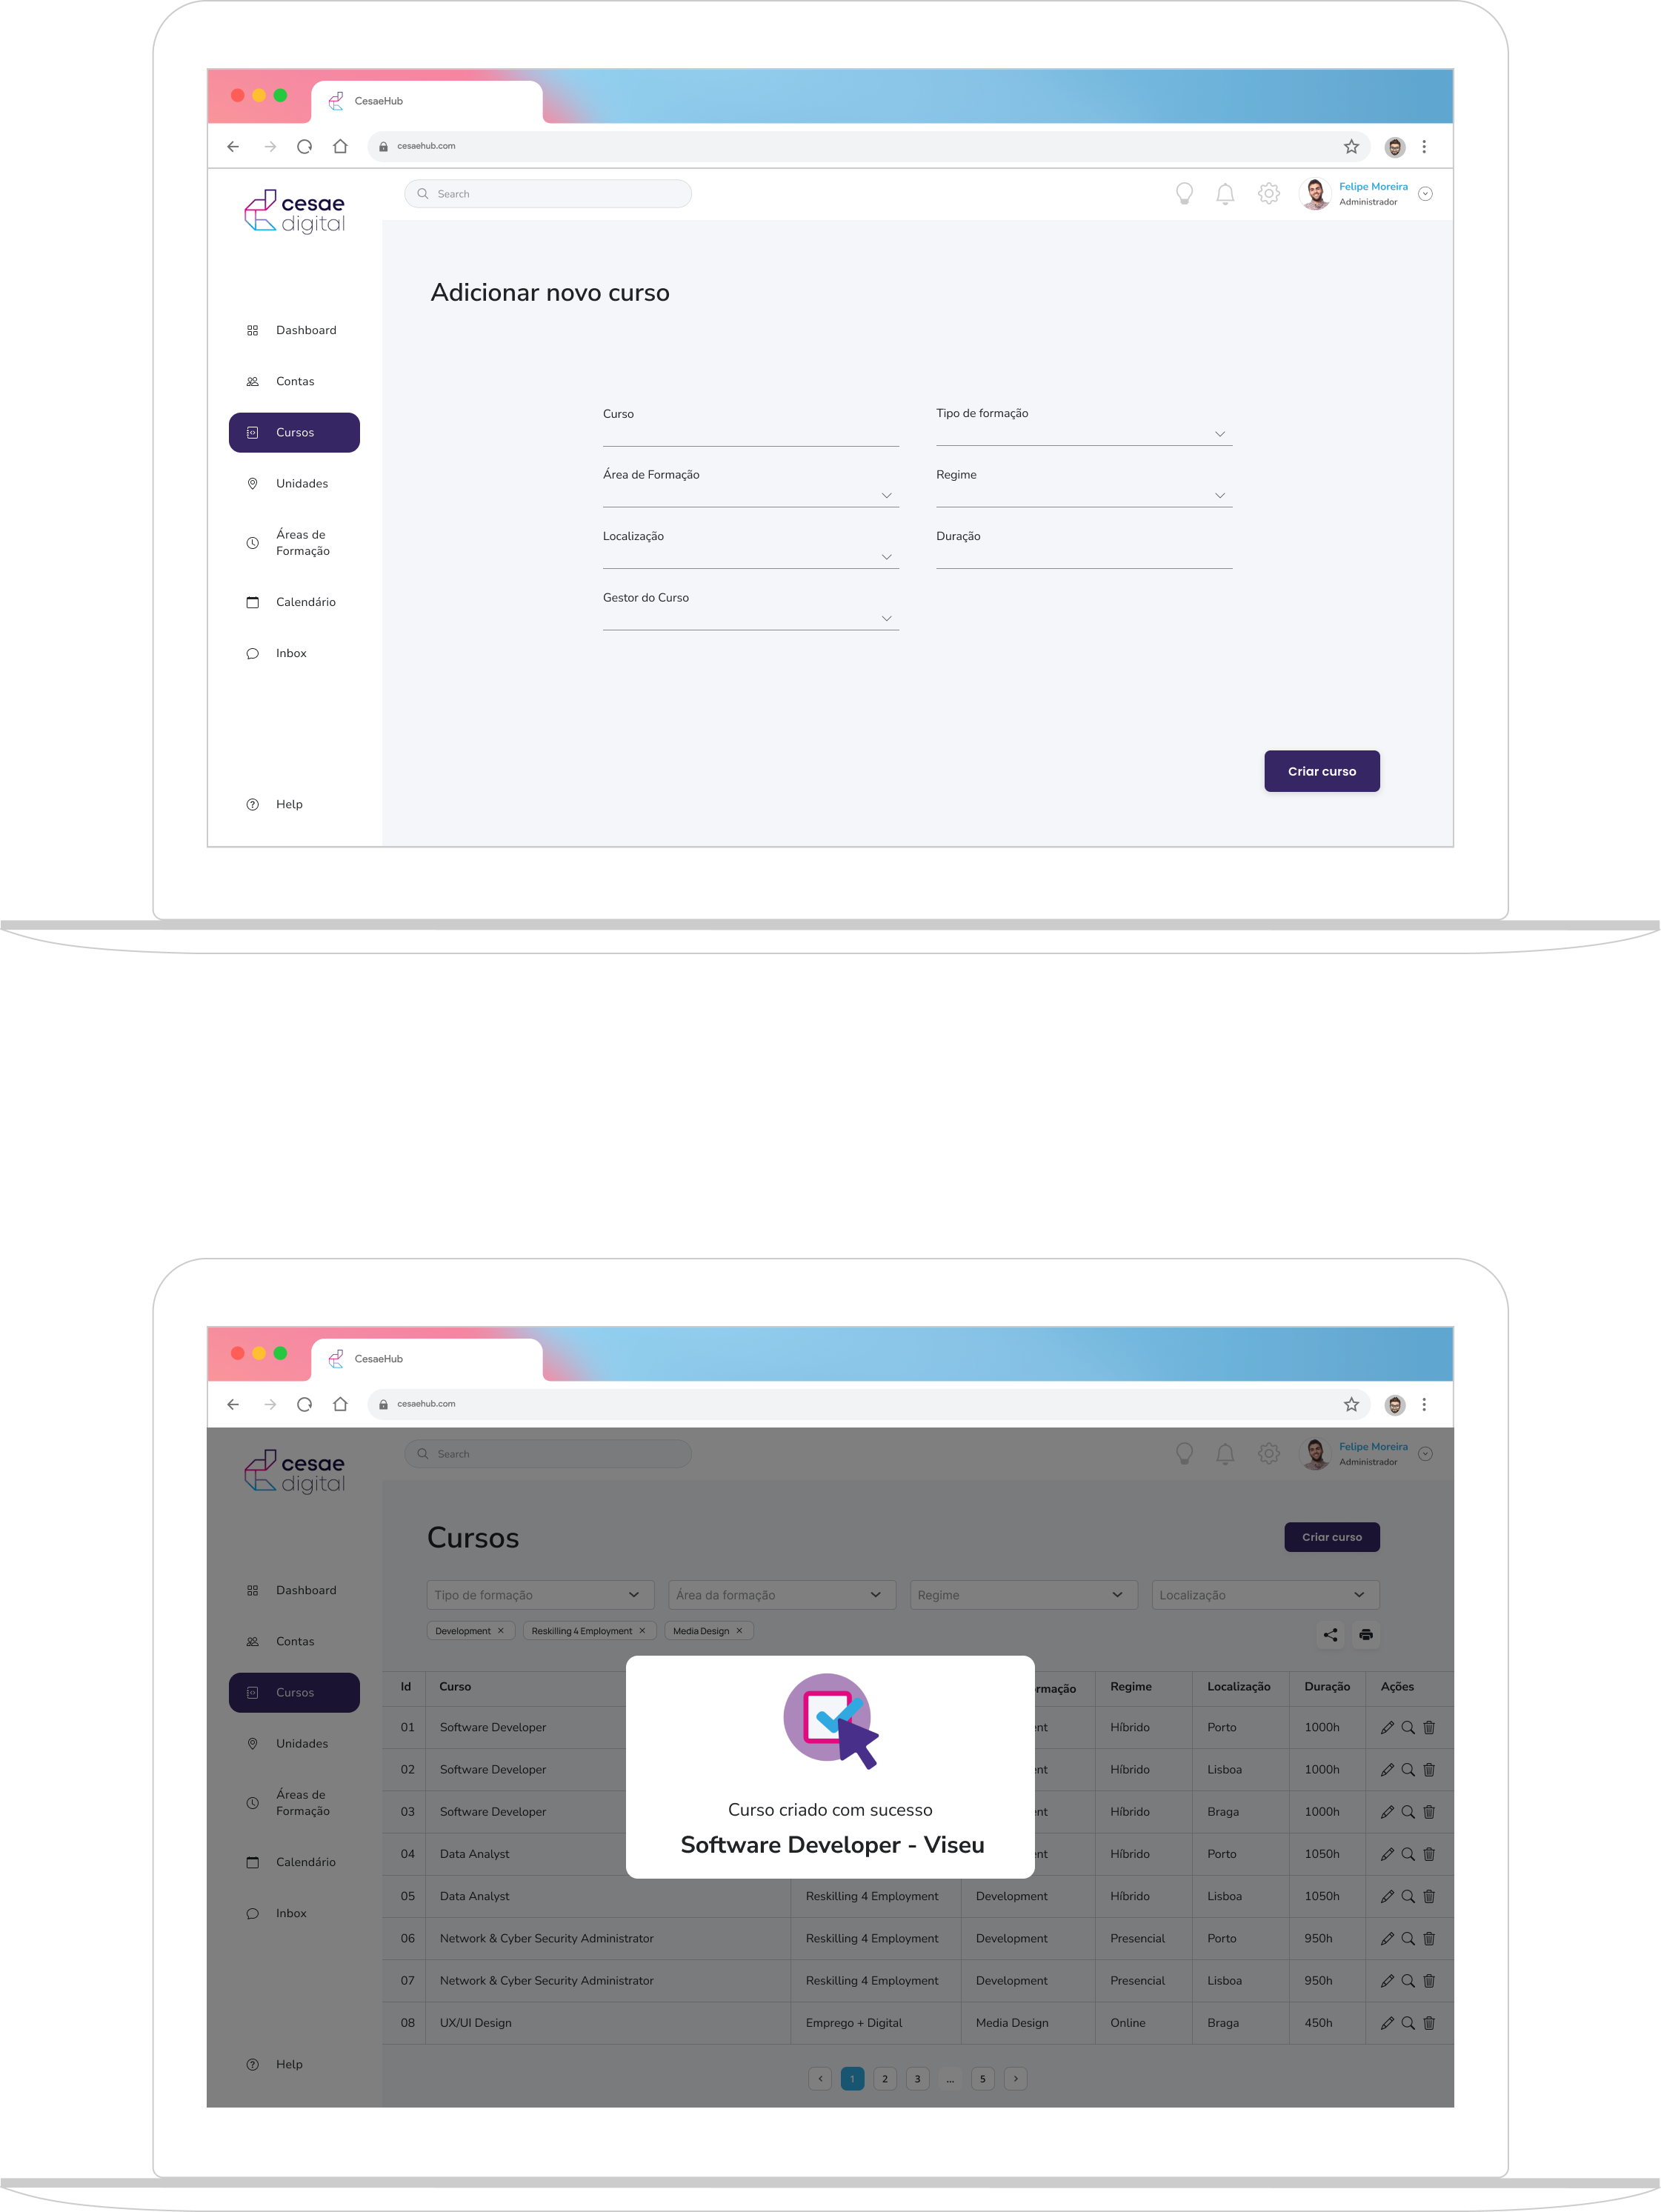 CesaeHub
cesaehub.com
cesae
digital
Search
Felipe Moreira
Administrador
Adicionar novo curso
Dashboard
Contas
Cursos
Unidades
Áreas de
Formação
Calendário
Inbox
Help
Curso
Tipo de formação
Área de Formação
Regime
Localização
Duração
Gestor do Curso
Criar curso
CesaeHub
cesaehub.com
cesae
digital
Search
Felipe Moreira
Administrador
Dashboard
Contas
Cursos
Unidades
Áreas de
Formação
Calendário
Inbox
Help
Cursos
Criar curso
Tipo de formação Área da formação Regime Localização
Development Reskilling 4 Employment Media Design
Id Curso Regime Localização Duração Ações
01 Software Developer Híbrido Porto 1000h
02 Software Developer Híbrido Lisboa 1000h
03 Software Developer Híbrido Braga 1000h
04 Data Analyst Híbrido Porto 1050h
05 Data Analyst Reskilling 4 Employment Development Híbrido Lisboa 1050h
06 Network & Cyber Security Administrator Reskilling 4 Employment Development Presencial Porto 950h
07 Network & Cyber Security Administrator Reskilling 4 Employment Development Presencial Lisboa 950h
08 UX/UI Design Emprego + Digital Media Design Online Braga 450h
Curso criado com sucesso
Software Developer - Viseu
1 2 3 ... 5